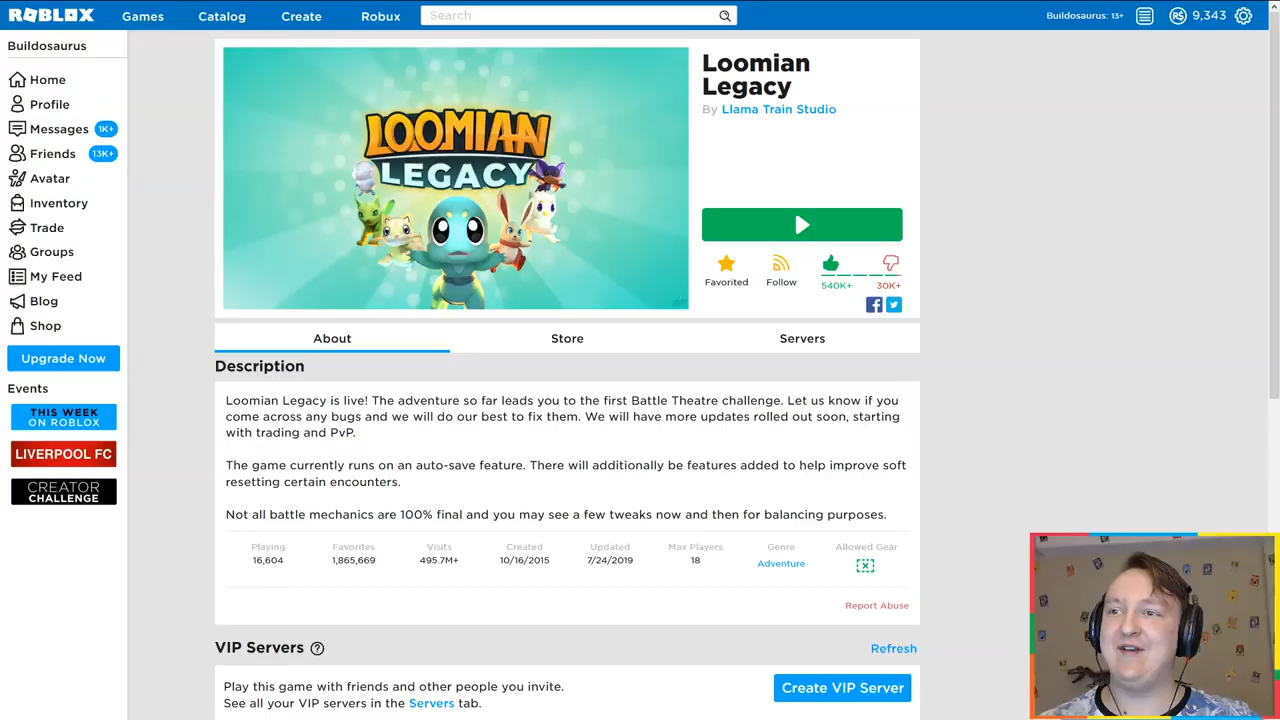 ROBLOX
Games
Catalog
Create
Robux
Search
Buildosaurus: 13+
9,343
Buildosaurus
Home
Profile
Messages 1K+
Friends 13K+
Avatar
Inventory
Trade
Groups
My Feed
Blog
Shop
Upgrade Now
Events
THIS WEEK
ON ROBLOX
LIVERPOOL FC
CREATOR
CHALLENGE
LOOMIAN
LEGACY
Loomian
Legacy
By Llama Train Studio
Favorited
Follow
540K+
30K+
About
Store
Servers
Description
Loomian Legacy is live! The adventure so far leads you to the first Battle Theatre challenge. Let us know if you
come across any bugs and we will do our best to fix them. We will have more updates rolled out soon, starting
with trading and PvP.
The game currently runs on an auto-save feature. There will additionally be features added to help improve soft
resetting certain encounters.
Not all battle mechanics are 100% final and you may see a few tweaks now and then for balancing purposes.
Playing Favorites Visits Created Updated Max Players Genre Allowed Gear
16,604 1,865,669 495.7M+ 10/16/2015 7/24/2019 18 Adventure
Report Abuse
VIP Servers
Refresh
Play this game with friends and other people you invite.
See all your VIP servers in the Servers tab.
Create VIP Server